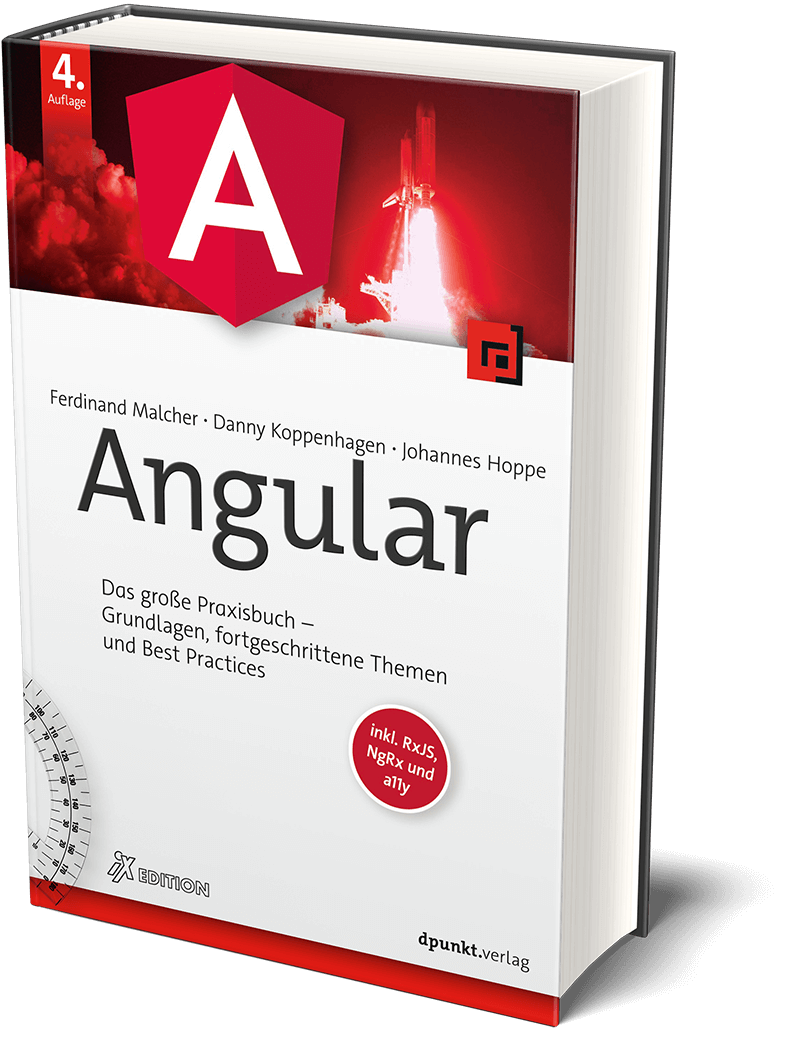 4.
Auflage
A
Ferdinand Malcher · Danny Koppenhagen · Johannes Hoppe
Angular
Das große Praxisbuch –
Grundlagen, fortgeschrittene Themen
und Best Practices
inkl. RxJS,
NgRx und
a11y
iX EDITION
dpunkt.verlag